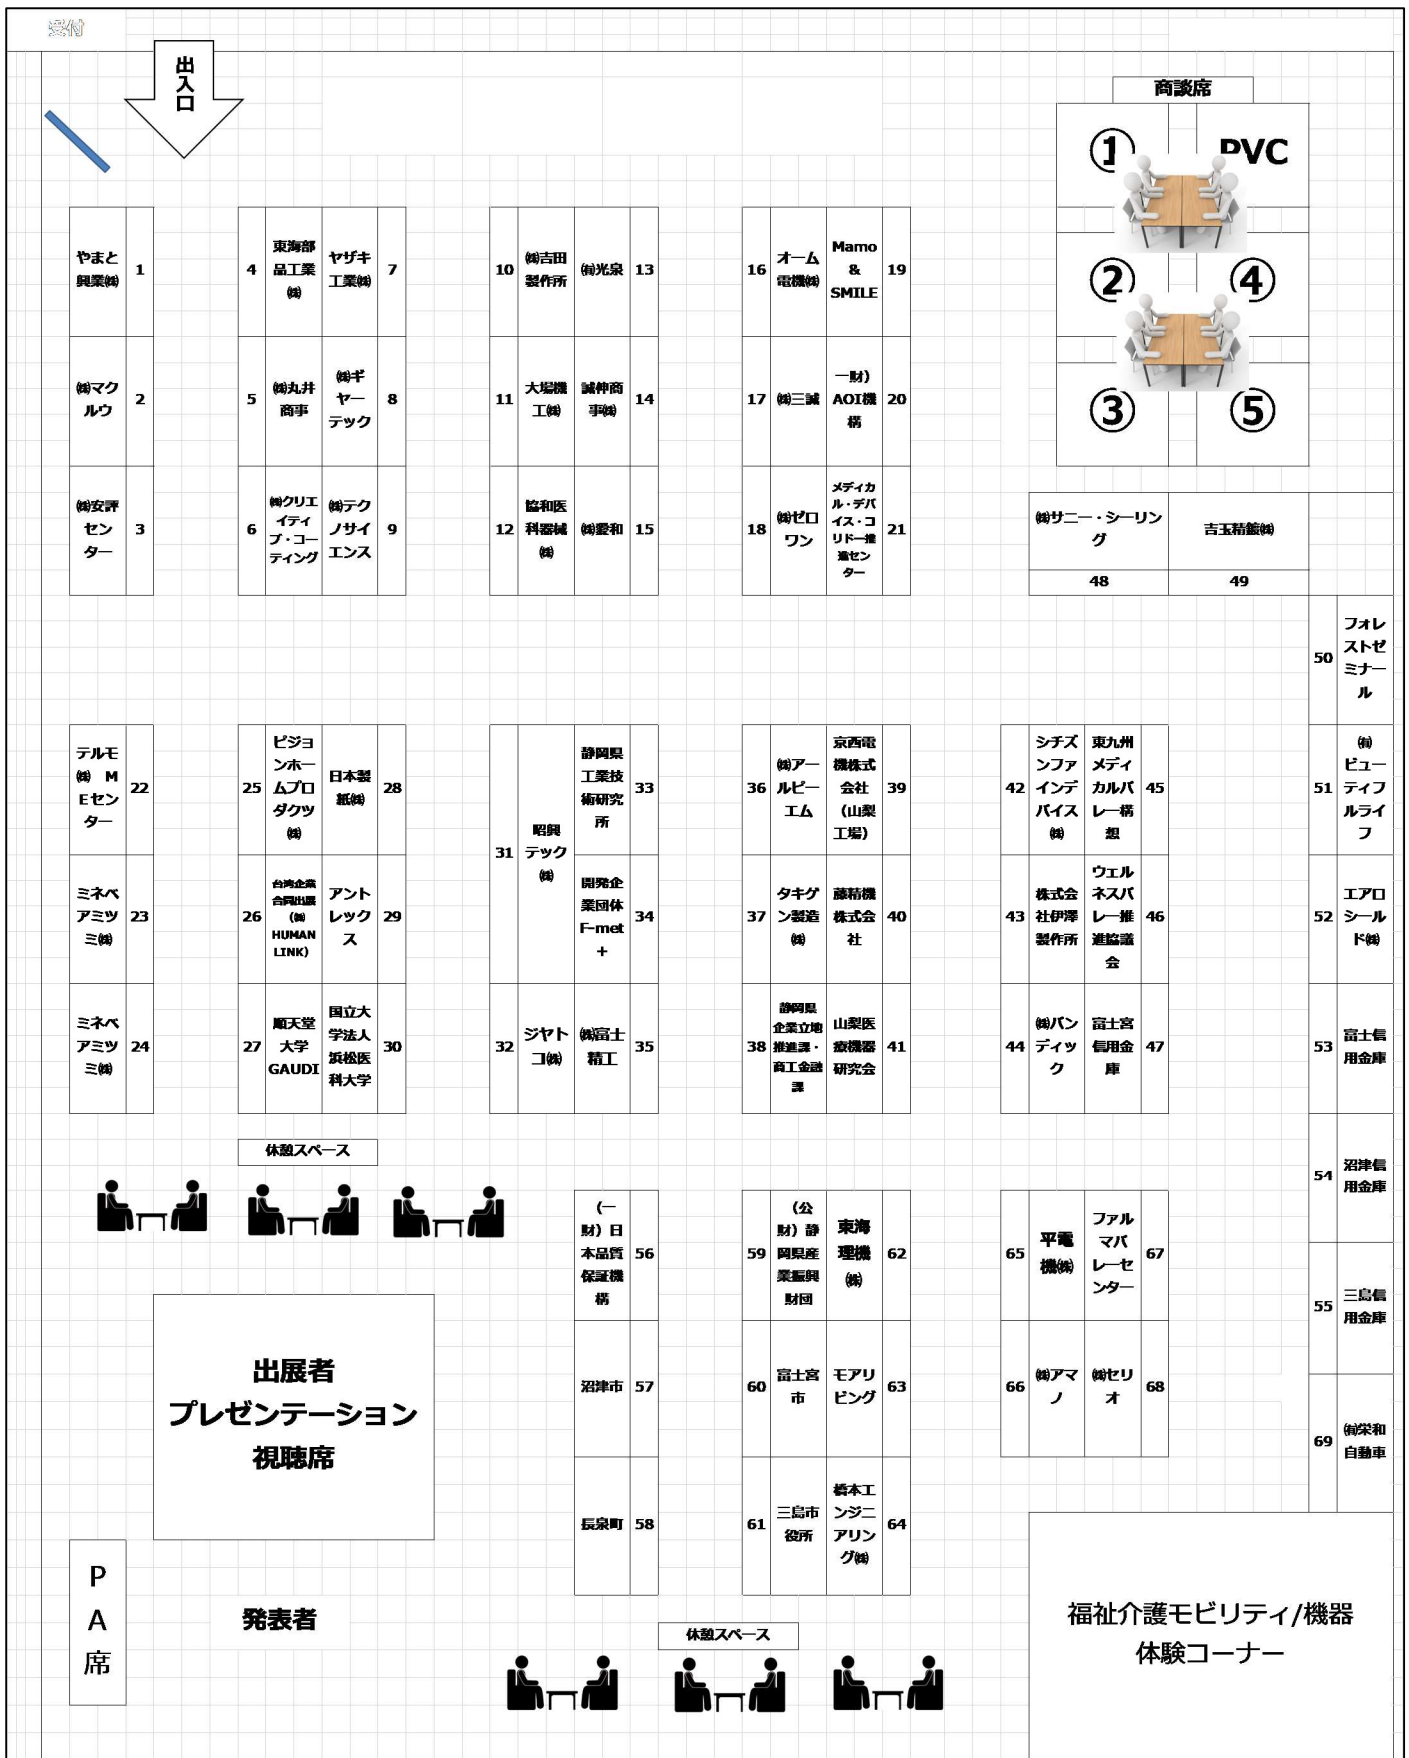 受付
出入口
商談席
①
PVC
②
④
③
⑤
やまと
興業㈱
1
4
東海部
品工業
㈱
ヤザキ
工業㈱
7
10
㈱吉田
製作所
㈲光泉
13
16
オーム
電機㈱
Mamo
&
SMILE
19
㈱マク
ルウ
2
5
㈱丸井
商事
㈱ギ
ヤー
テック
8
11
大場機
工㈱
誠伸商
事㈱
14
17
㈱三誠
一財）
AOI機
構
20
㈱安評
セン
ター
3
6
㈱クリエ
イティ
ブ・コー
ティング
㈱テク
ノサイ
エンス
9
12
協和医
科器械
㈱
㈱愛和
15
18
㈱ゼロ
ワン
メディカ
ル・デバ
イス・コ
リドー推
進セン
ター
21
㈱サニー・シーリン
グ
48
吉玉精鍍㈱
49
50
フォレ
ストゼ
ミナー
ル
テルモ
㈱　M
Eセン
ター
22
25
ピジョ
ンホー
ムプロ
ダクツ
㈱
日本製
紙㈱
28
31
昭興
テック
㈱
静岡県
工業技
術研究
所
33
36
㈱アー
ルピー
エム
京西電
機株式
会社
（山梨
工場）
39
42
シチズ
ンファ
インデ
バイス
㈱
東九州
メディ
カルバ
レー構
想
45
51
㈲
ビュー
ティフ
ルライ
フ
ミネベ
アミツ
ミ㈱
23
26
台湾企業
合同出展
（㈱
HUMAN
LINK）
アント
レック
ス
29
開発企
業団体
F-met
+
34
37
タキゲ
ン製造
㈱
藤精機
株式会
社
40
43
株式会
社伊澤
製作所
ウェル
ネスバ
レー推
進協議
会
46
52
エアロ
シール
ド㈱
ミネベ
アミツ
ミ㈱
24
27
順天堂
大学
GAUDI
国立大
学法人
浜松医
科大学
30
32
ジヤト
コ㈱
㈱富士
精工
35
38
静岡県
企業立地
推進課・
商工金融
課
山梨医
療機器
研究会
41
44
㈱バン
ディッ
ク
富士宮
信用金
庫
47
53
富士信
用金庫
休憩スペース
54
沼津信
用金庫
（一
財）日
本品質
保証機
構
56
59
（公
財）静
岡県産
業振興
財団
東海
理機
㈱
62
65
平電
機㈱
ファル
マバ
レーセ
ンター
67
55
三島信
用金庫
出展者
プレゼンテーション
視聴席
沼津市
57
60
富士宮
市
モアリ
ビング
63
66
㈱アマ
ノ
㈱セリ
オ
68
69
㈲栄和
自動車
長泉町
58
61
三島市
役所
橋本エ
ンジニ
アリン
グ㈱
64
PA席
発表者
休憩スペース
福祉介護モビリティ/機器
体験コーナー